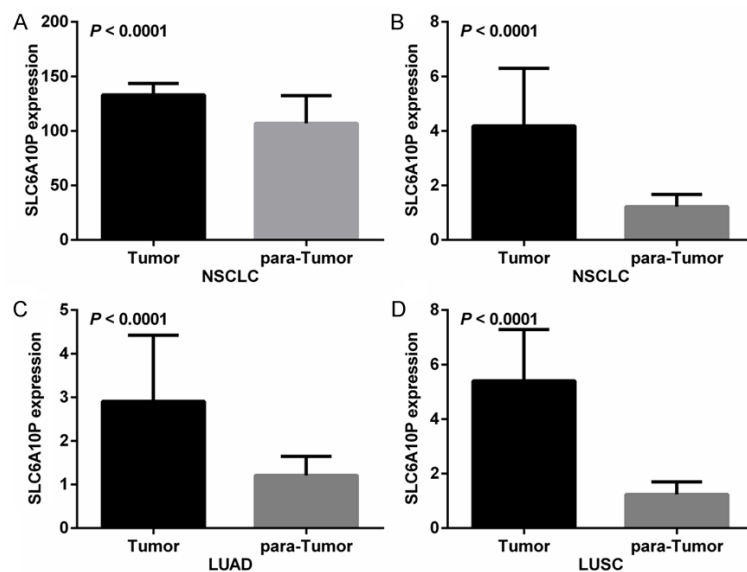 A
P < 0.0001
SLC6A10P expression
200
150
100
50
0
Tumor
para-Tumor
NSCLC
B
P < 0.0001
SLC6A10P expression
8
6
4
2
0
Tumor
para-Tumor
NSCLC
C
P < 0.0001
SLC6A10P expression
5
4
3
2
1
0
Tumor
para-Tumor
LUAD
D
P < 0.0001
SLC6A10P expression
8
6
4
2
0
Tumor
para-Tumor
LUSC